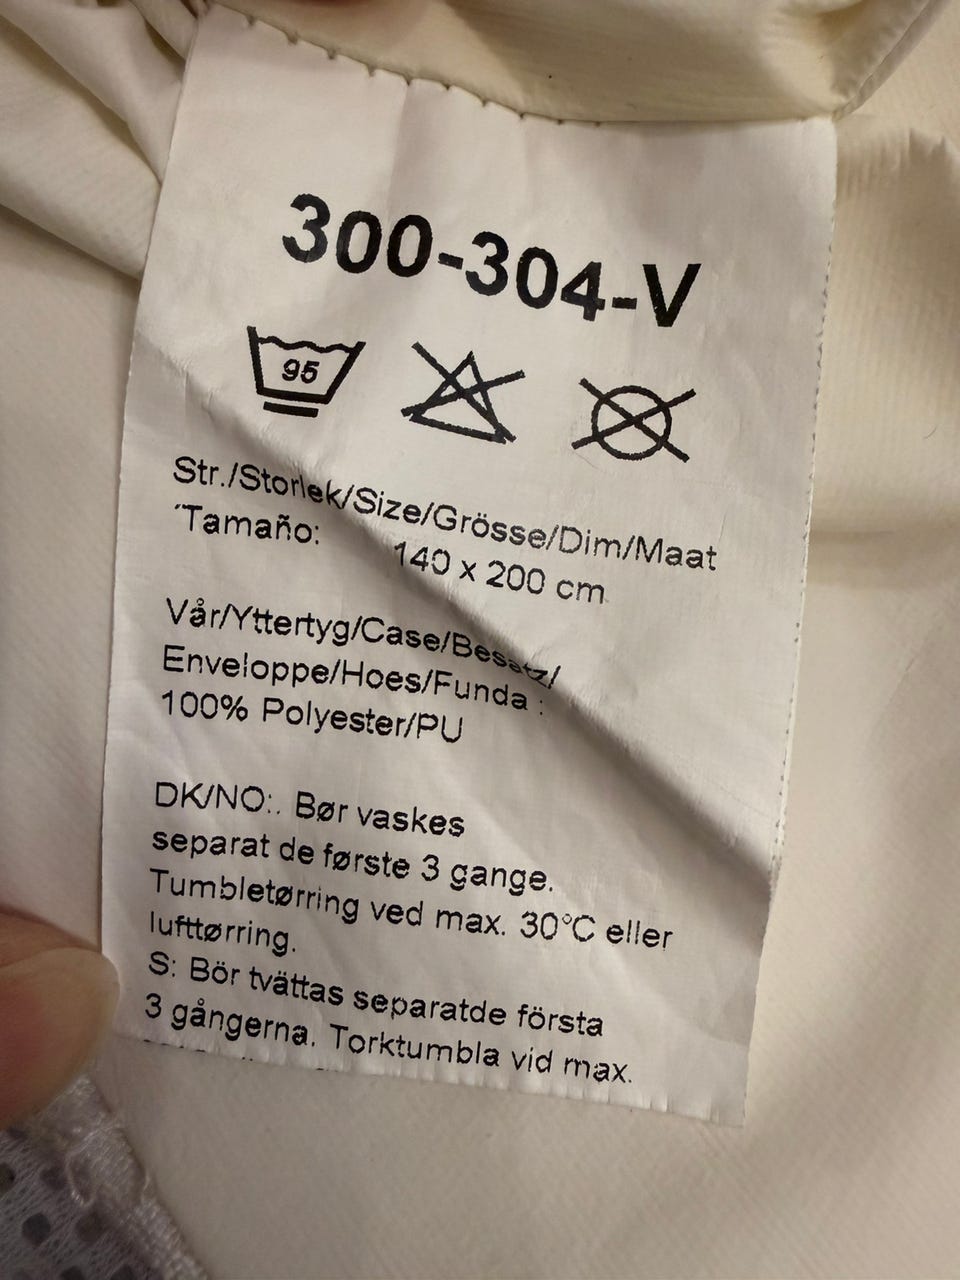 300-304-V
95
Str./Storlek/Size/Grösse/Dim/Maat
´Tamaño:
140 x 200 cm
Vår/Yttertyg/Case/Besatz/
Enveloppe/Hoes/Funda :
100% Polyester/PU
DK/NO:. Bør vaskes
separat de første 3 gange.
Tumbletørring ved max. 30°C eller
lufttørring.
S: Bör tvättas separatde första
3 gångerna. Torktumbla vid max.